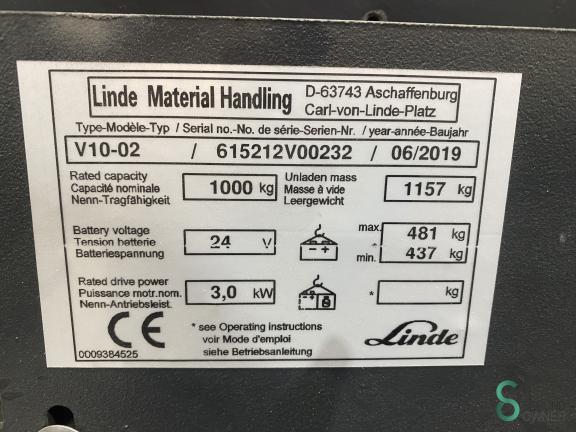 Linde Material Handling D-63743 Aschaffenburg
Carl-von-Linde-Platz
Type-Modèle-Typ / Serial no.-No. de série-Serien-Nr. / year-année-Baujahr
V10-02 / 615212V00232 / 06/2019
Rated capacity
Capacité nominale
Nenn-Tragfähigkeit
1000 kg
Unladen mass
Masse à vide
Leergewicht
1157 kg
Battery voltage
Tension batterie
Batteriespannung
24 V
max. 481 kg
min. 437 kg
Rated drive power
Puissance motr.nom.
Nenn-Antriebsleist.
3,0 kW
* kg
CE
0009384525
* see Operating instructions
voir Mode d'emploi
siehe Betriebsanleitung
Linde
OWNER